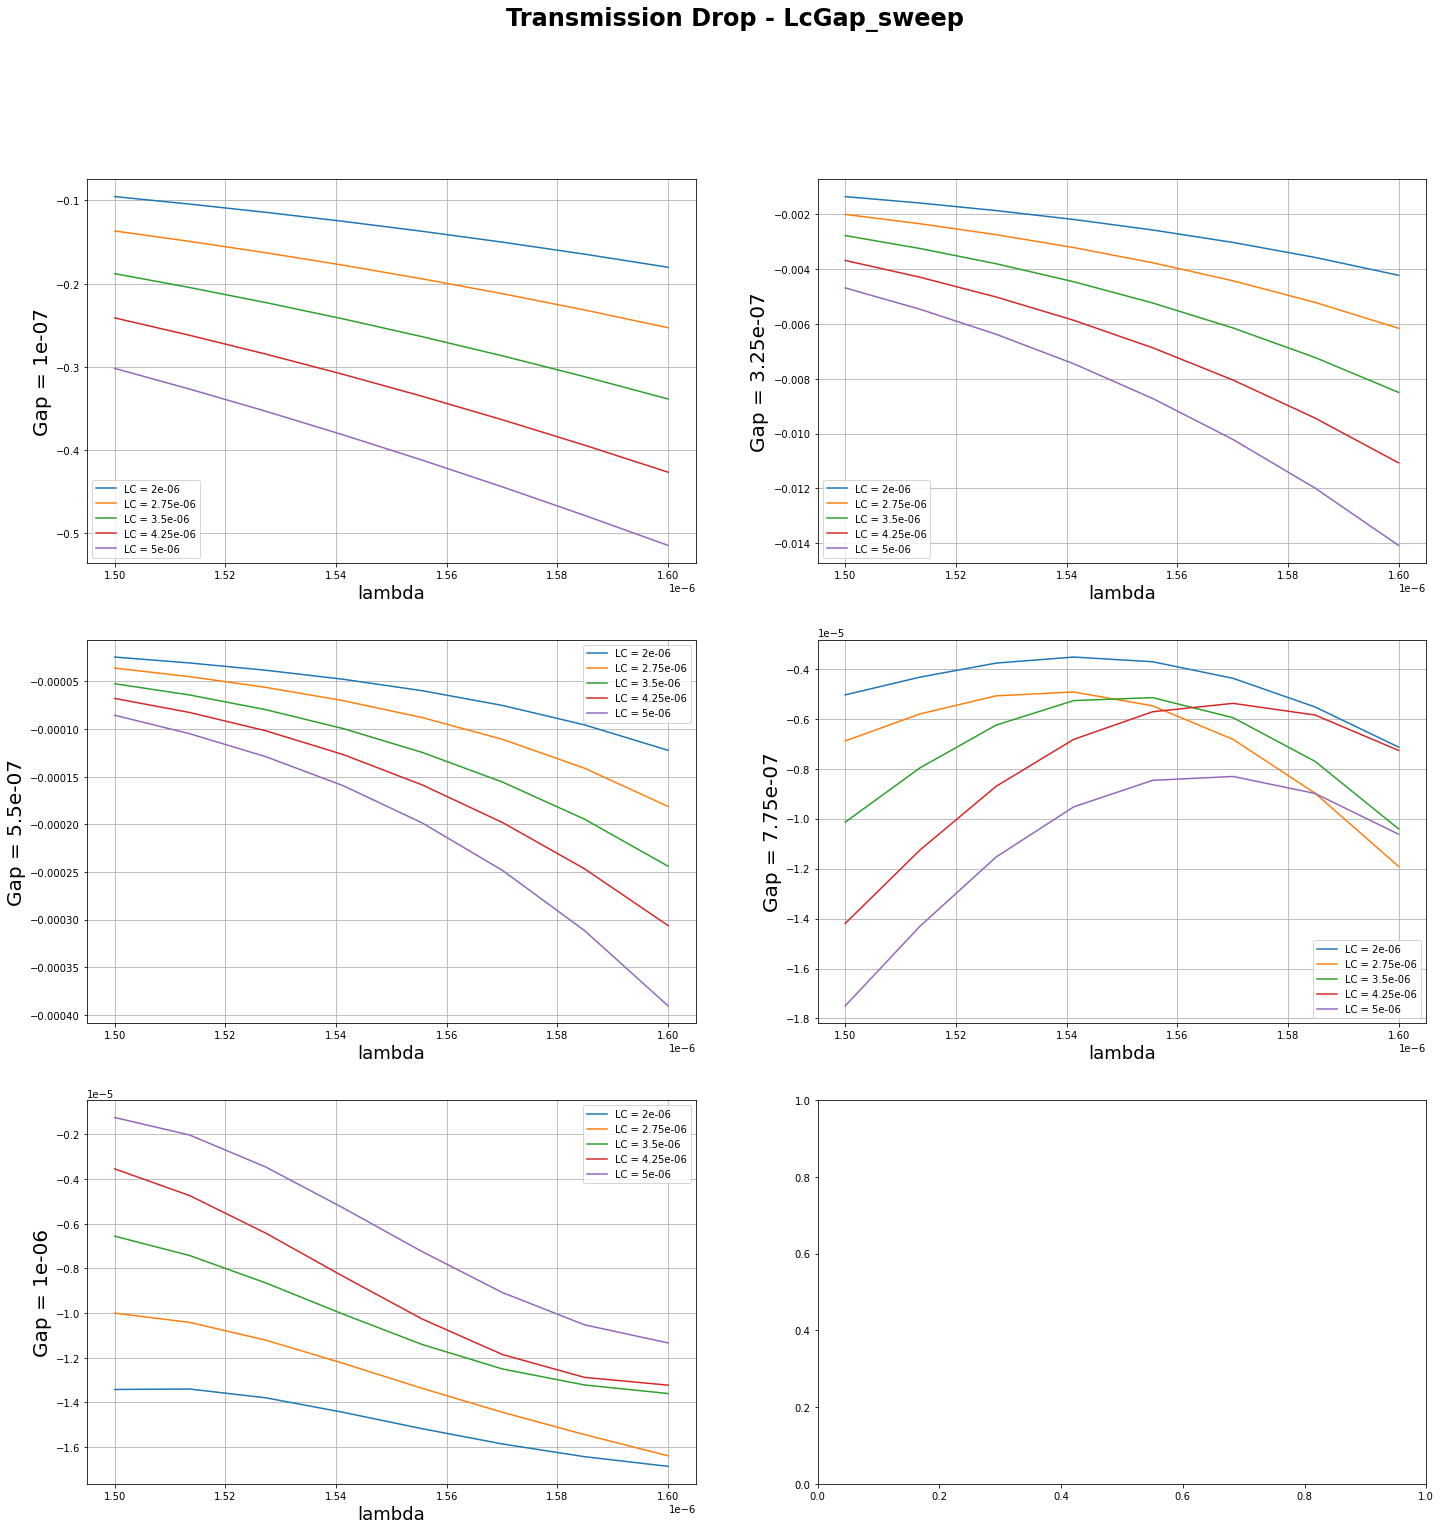 Transmission Drop - LcGap_sweep
Gap = 1e-07
−0.1
−0.2
−0.3
−0.4
−0.5
LC = 2e-06
LC = 2.75e-06
LC = 3.5e-06
LC = 4.25e-06
LC = 5e-06
1.50 1.52 1.54 1.56 1.58 1.60
1e−6
lambda
Gap = 3.25e-07
−0.002
−0.004
−0.006
−0.008
−0.010
−0.012
−0.014
LC = 2e-06
LC = 2.75e-06
LC = 3.5e-06
LC = 4.25e-06
LC = 5e-06
1.50 1.52 1.54 1.56 1.58 1.60
1e−6
lambda
Gap = 5.5e-07
−0.00005
−0.00010
−0.00015
−0.00020
−0.00025
−0.00030
−0.00035
−0.00040
LC = 2e-06
LC = 2.75e-06
LC = 3.5e-06
LC = 4.25e-06
LC = 5e-06
1.50 1.52 1.54 1.56 1.58 1.60
1e−6
lambda
1e−5
Gap = 7.75e-07
−0.4
−0.6
−0.8
−1.0
−1.2
−1.4
−1.6
−1.8
LC = 2e-06
LC = 2.75e-06
LC = 3.5e-06
LC = 4.25e-06
LC = 5e-06
1.50 1.52 1.54 1.56 1.58 1.60
1e−6
lambda
1e−5
Gap = 1e-06
−0.2
−0.4
−0.6
−0.8
−1.0
−1.2
−1.4
−1.6
LC = 2e-06
LC = 2.75e-06
LC = 3.5e-06
LC = 4.25e-06
LC = 5e-06
1.50 1.52 1.54 1.56 1.58 1.60
1e−6
lambda
1.0
0.8
0.6
0.4
0.2
0.0
0.0 0.2 0.4 0.6 0.8 1.0